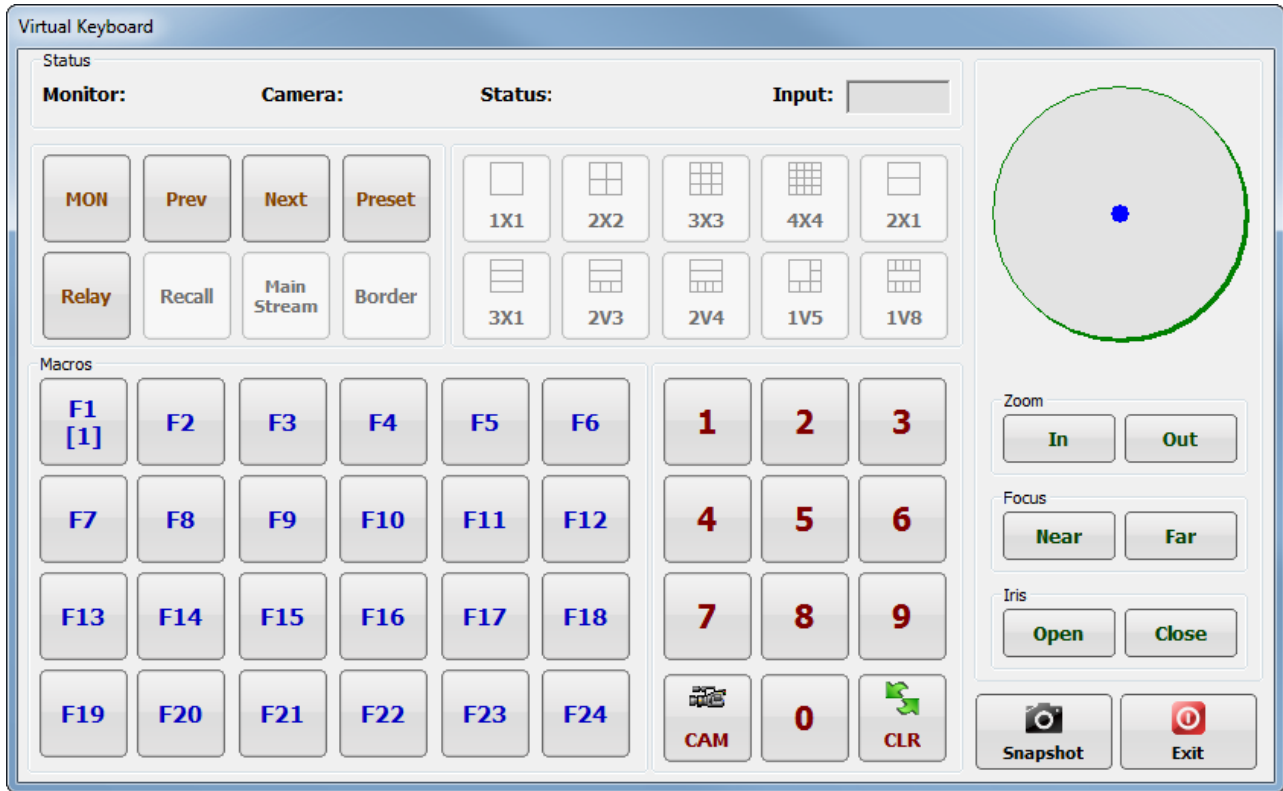 Virtual Keyboard
Status
Monitor: Camera: Status: Input:
MON Prev Next Preset
Relay Recall Main Stream Border
1X1 2X2 3X3 4X4 2X1
3X1 2V3 2V4 1V5 1V8
Macros
F1 [1] F2 F3 F4 F5 F6
F7 F8 F9 F10 F11 F12
F13 F14 F15 F16 F17 F18
F19 F20 F21 F22 F23 F24
1 2 3
4 5 6
7 8 9
CAM 0 CLR
Zoom
In Out
Focus
Near Far
Iris
Open Close
Snapshot Exit